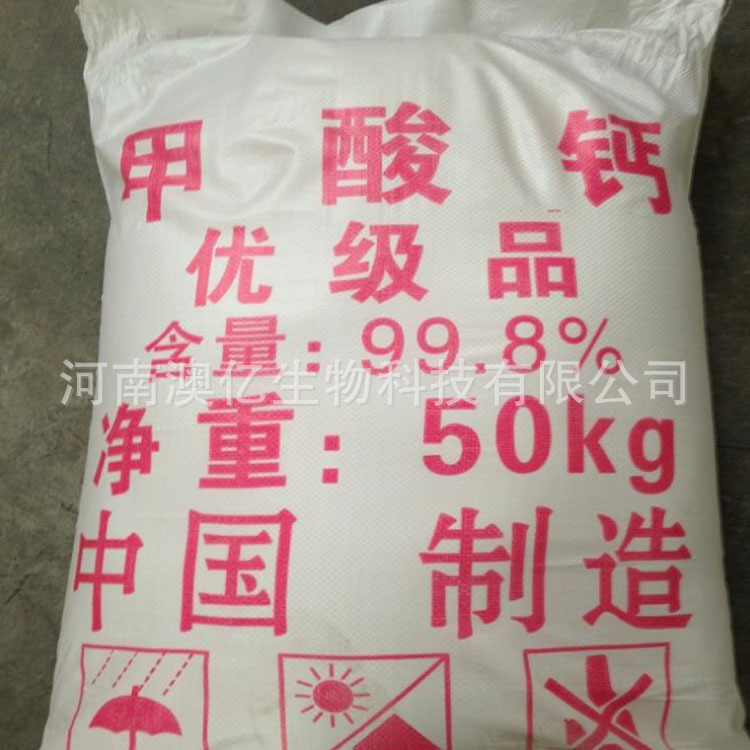 甲酸钙
优级品
含量：99.8%
河南澳亿生物科技有限公司
净重：50kg
中国制造